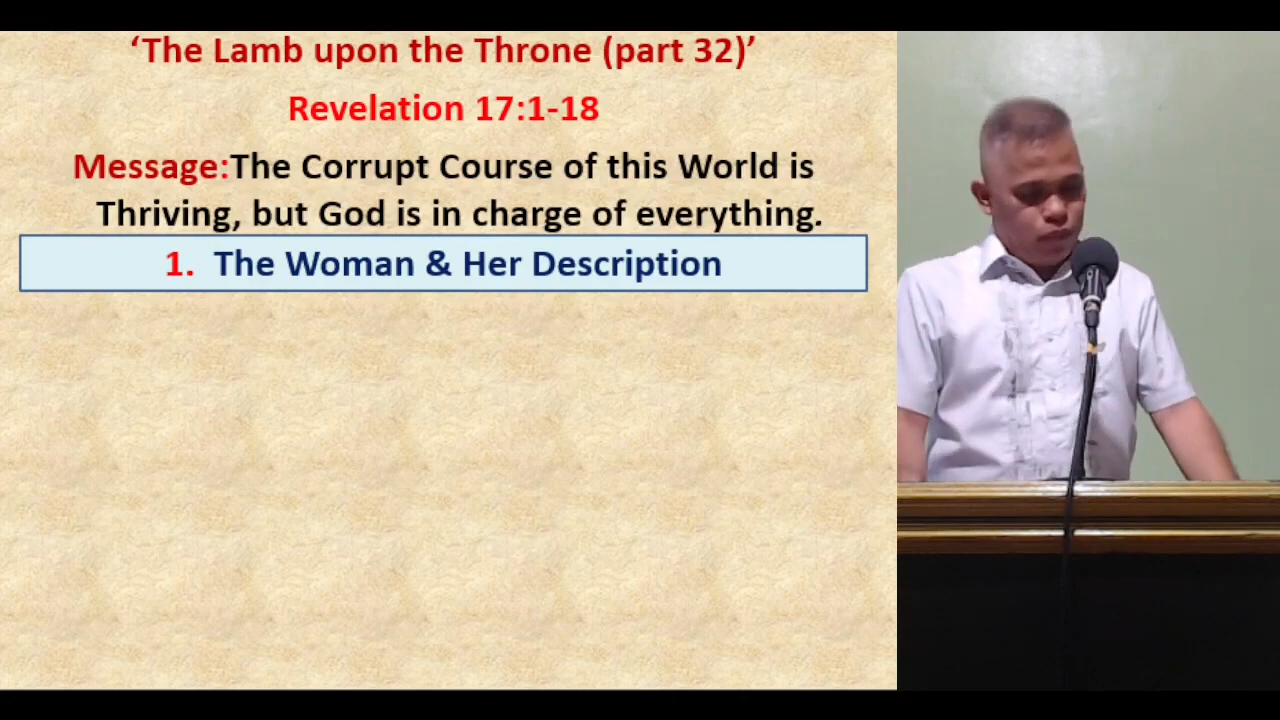 ‘The Lamb upon the Throne (part 32)’
Revelation 17:1-18
Message:The Corrupt Course of this World is
Thriving, but God is in charge of everything.
1. The Woman & Her Description